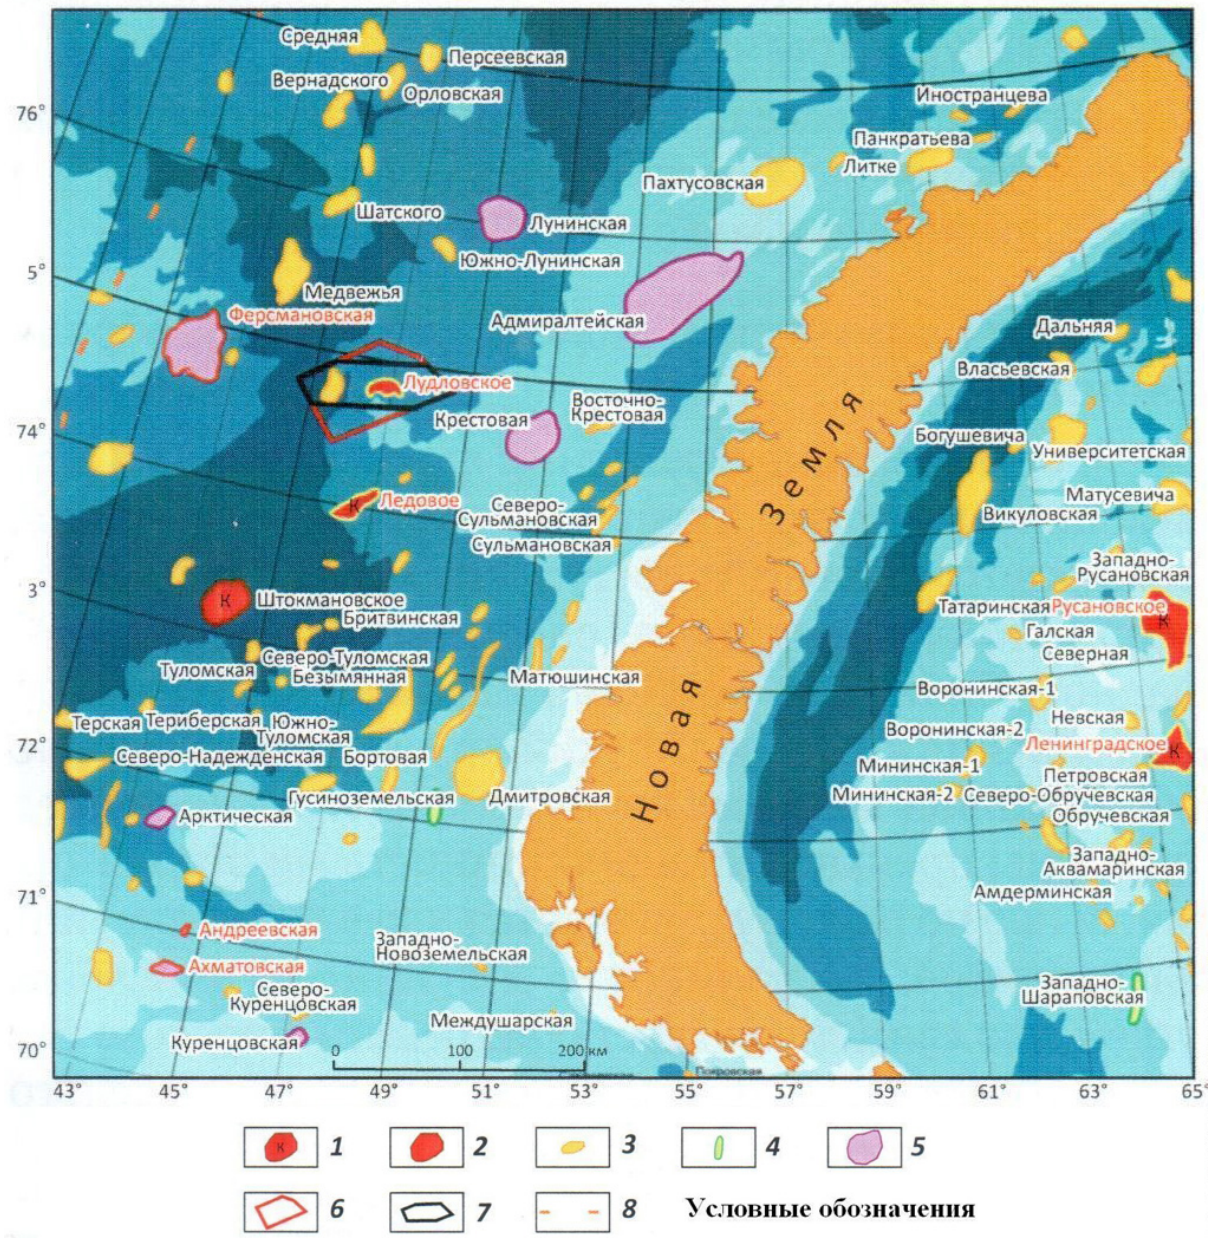 Средняя
Персеевская
Вернадского
Орловская
Иностранцева
76°
Панкратьева
Литке
Пахтусовская
Шатского
Лунинская
Южно-Лунинская
5°
Медвежья
Ферсмановская
Адмиралтейская
Дальняя
Власьевская
Лудловское
Восточно-
Крестовая
Крестовая
74°
Богушевича
Университетская
К
Ледовое
Матусевича
Северо-
Сульмановская
Викуловская
Сульмановская
Земля
Западно-
Русановская
3°
К
Штокмановское
Бритвинская
Татаринская
Русановское
К
Галская
Северная
Северо-Туломская
Туломская
Безымянная
Матюшинская
Воронинская-1
Терская
Териберская
Южно-
Туломская
Невская
Воронинская-2
Ленинградское
К
72°
Северо-Надежденская
Бортовая
Мининская-1
Петровская
Гусиноземельская
Дмитровская
Мининская-2
Северо-Обручевская
Арктическая
Новая
Обручевская
Западно-
Аквамаринская
71°
Амдерминская
Андреевская
Западно-
Новоземельская
Ахматовская
Западно-
Шараповская
Северо-
Куренцовская
Междушарская
Куренцовская
70°
0 100 200 км
Покровская
43 45° 47° 49° 51° 53° 55° 57° 59° 61° 63° 65°
К 1 2 3 4 5
6 7 8 Условные обозначения